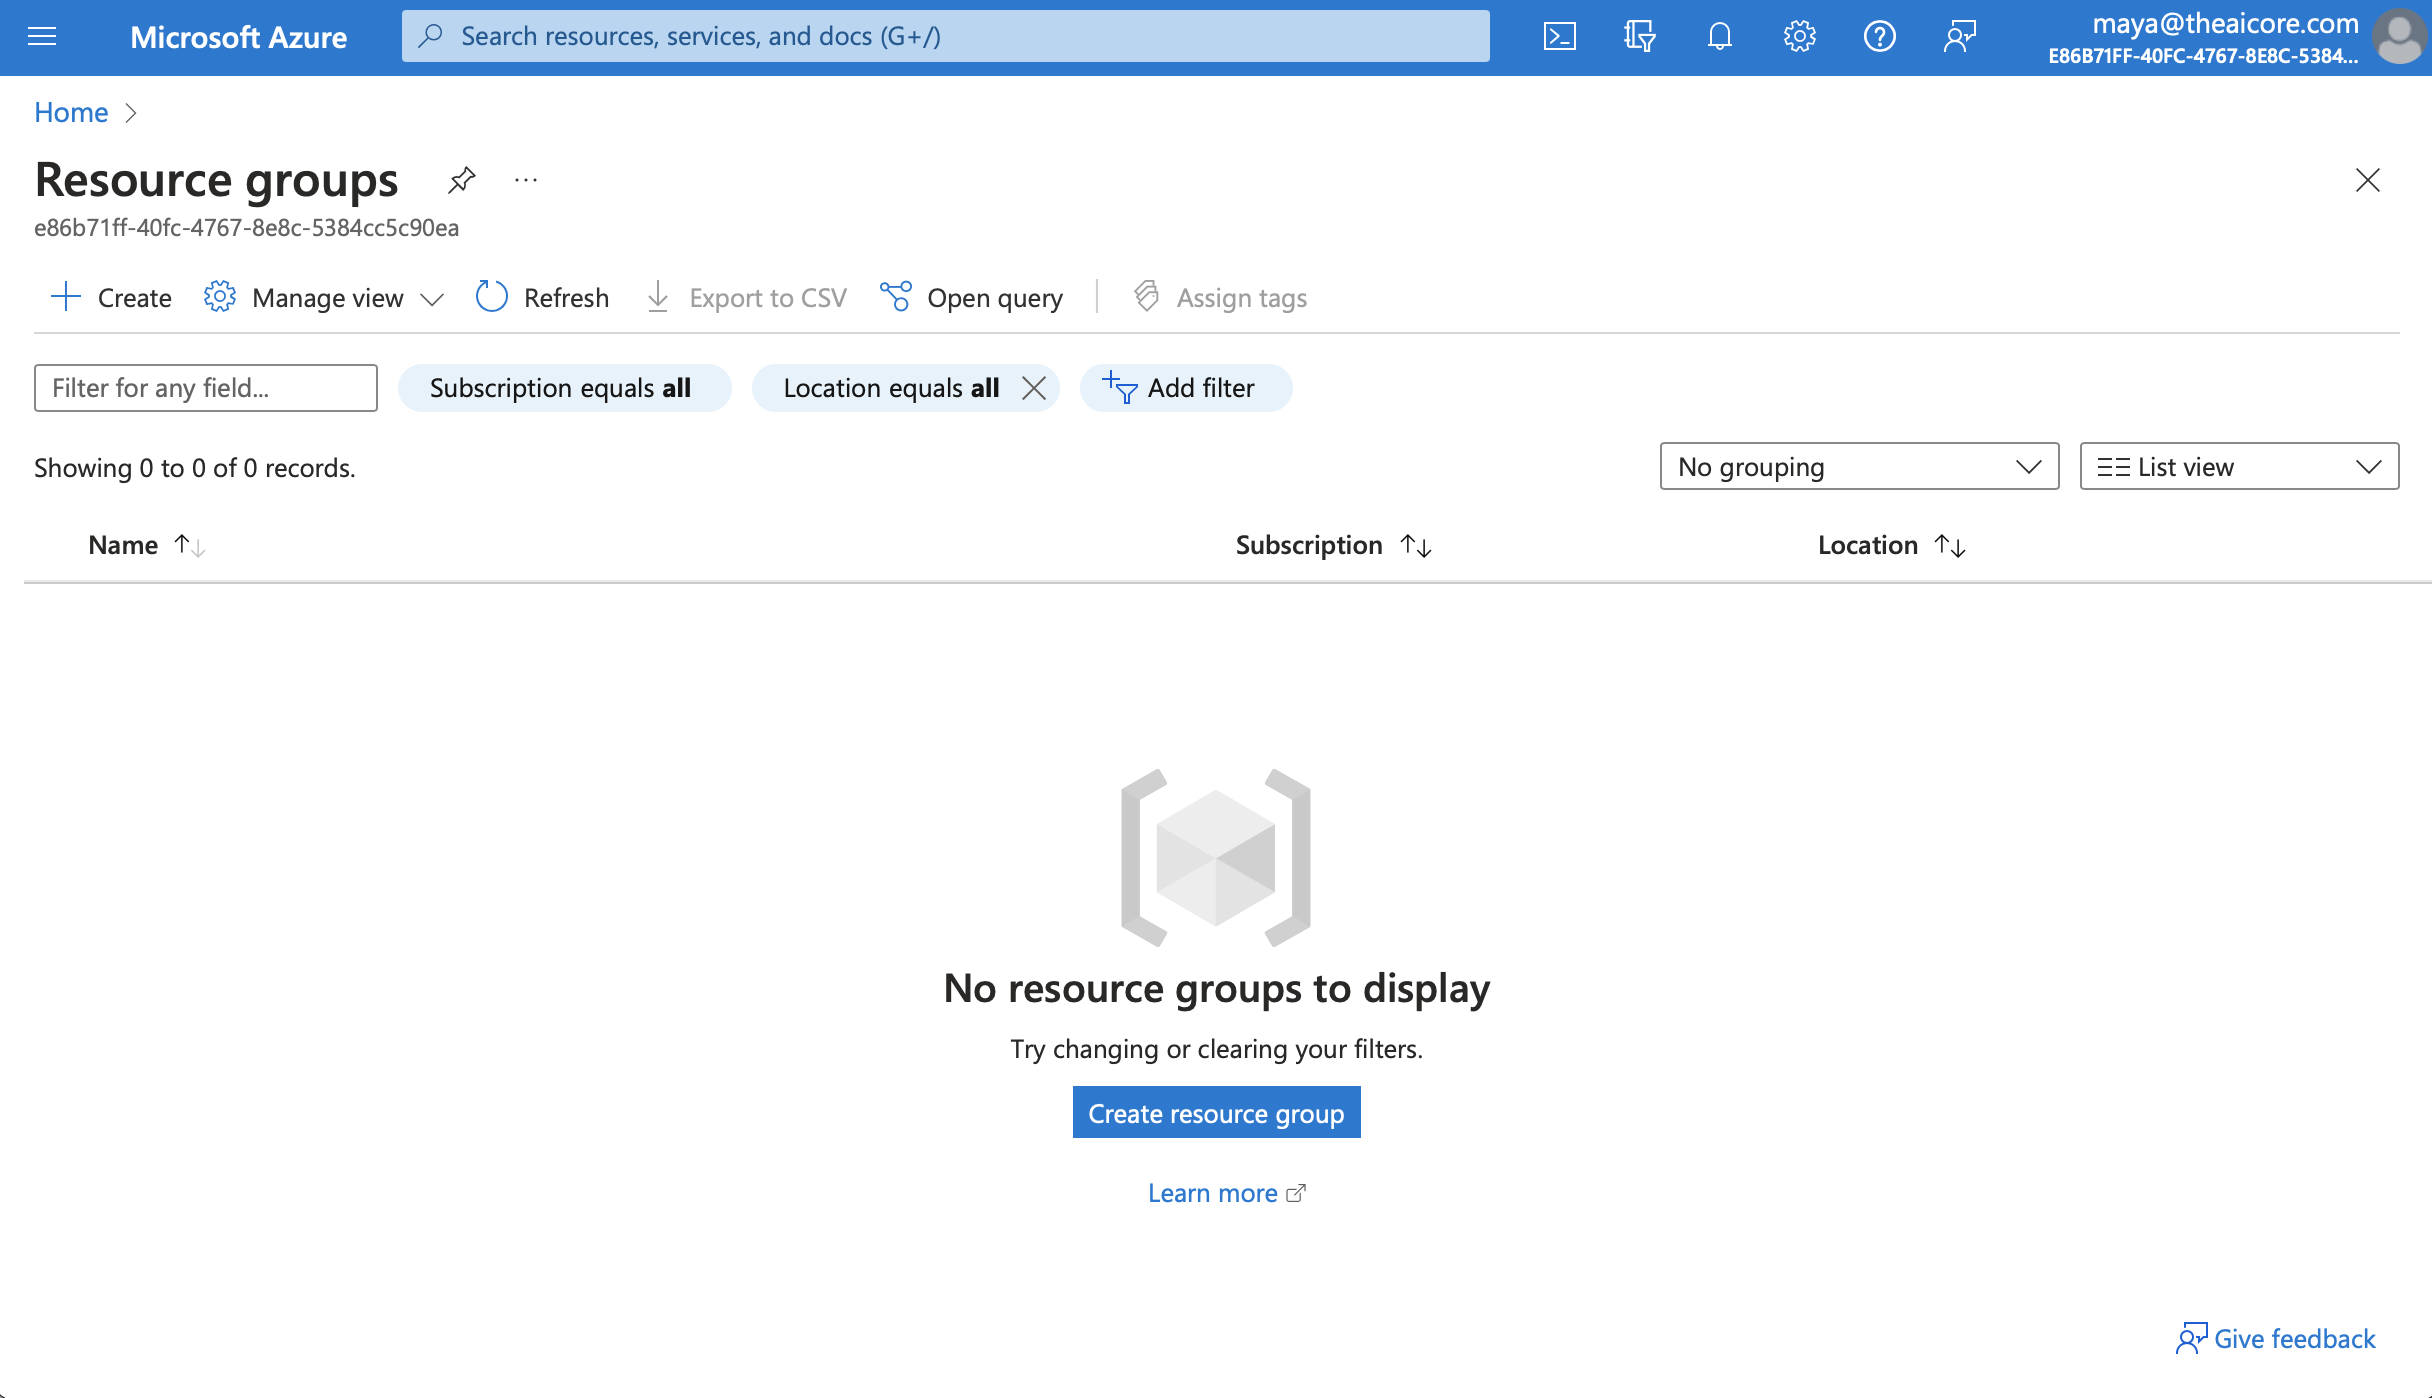 Microsoft Azure
Search resources, services, and docs (G+/)
maya@theaicore.com
E86B71FF-40FC-4767-8E8C-5384...
Home
Resource groups
e86b71ff-40fc-4767-8e8c-5384cc5c90ea
Create Manage view Refresh Export to CSV Open query Assign tags
Filter for any field... Subscription equals all Location equals all Add filter
Showing 0 to 0 of 0 records. No grouping List view
Name Subscription Location
No resource groups to display
Try changing or clearing your filters.
Create resource group
Learn more
Give feedback